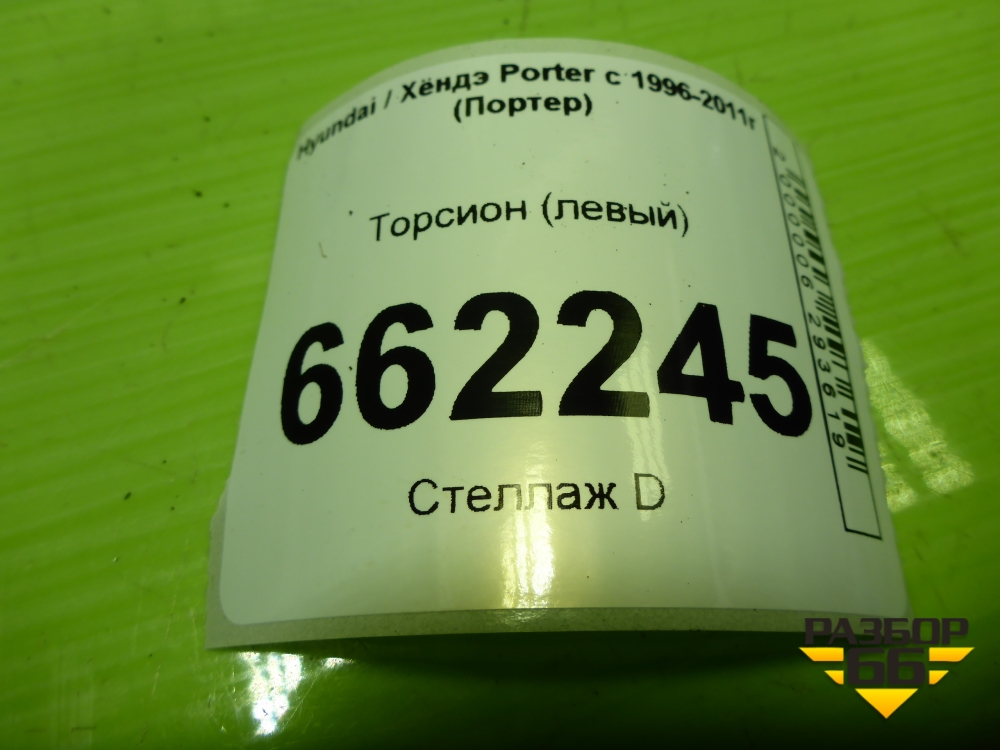 Hyundai / Хёндэ Porter с 1996-2011г
(Портер)
Торсион (левый)
662245
Стеллаж D
2000006293619
РАЗБОР
66